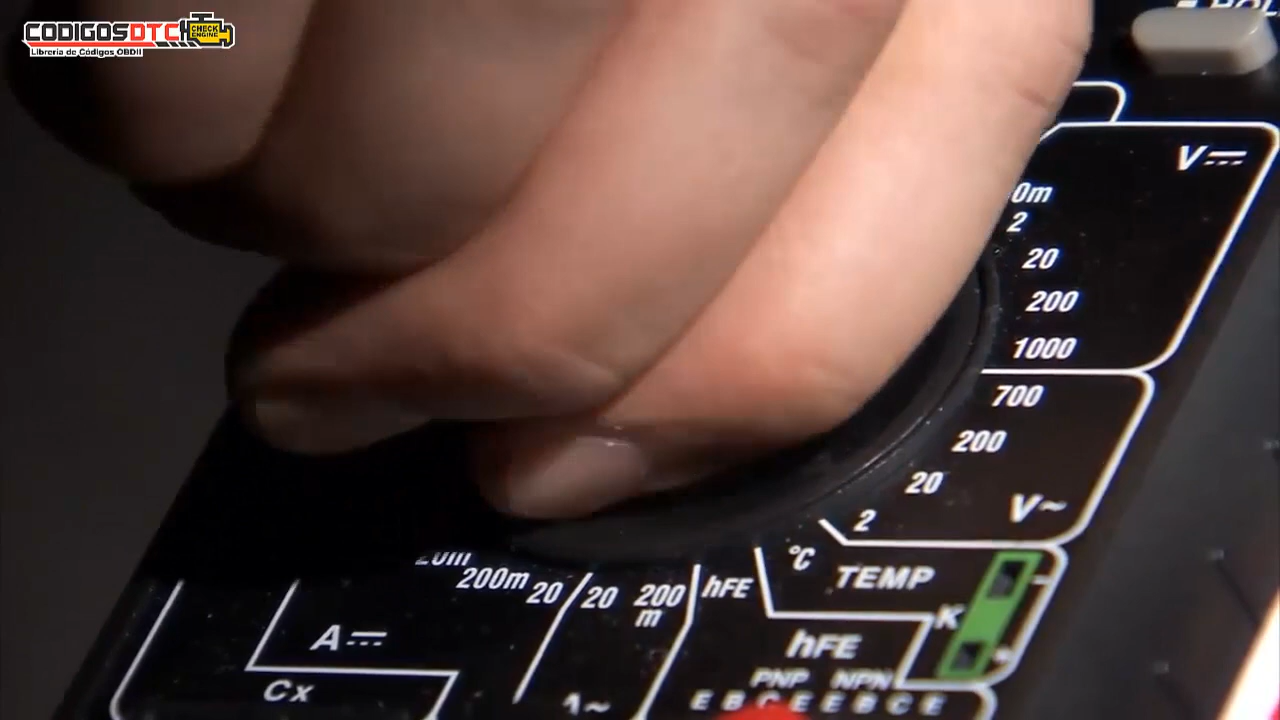 CODIGOSDTC
CHECK
ENGINE
Librería de Códigos OBDII
V⎓
0m
2
20
200
1000
700
200
20
2
V~
°C
TEMP
K
−
+
hFE
PNP NPN
E B C E E B C E
hFE
200
m
20
20
200m
A⎓
Cx